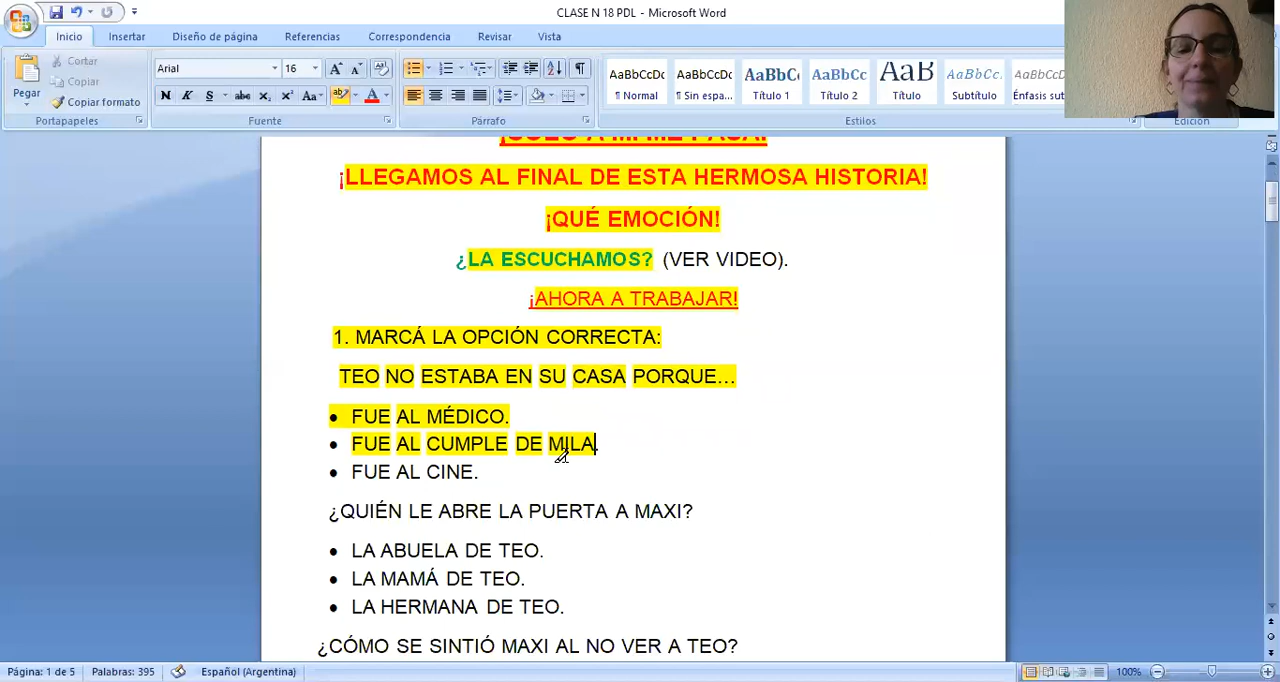 CLASE N 18 PDL - Microsoft Word
Inicio Insertar Diseño de página Referencias Correspondencia Revisar Vista
Pegar
Cortar
Copiar
Copiar formato
Portapapeles
Arial 16
Fuente
Párrafo
AaBbCcDc AaBbCcDc AaBbC AaBbCc AaB AaBbCc. AaBbCcDc
¶ Normal ¶ Sin espa... Título 1 Título 2 Título Subtítulo Énfasis sut
Estilos
Edición
¡LLEGAMOS AL FINAL DE ESTA HERMOSA HISTORIA!
¡QUÉ EMOCIÓN!
¿LA ESCUCHAMOS? (VER VIDEO).
¡AHORA A TRABAJAR!
1. MARCÁ LA OPCIÓN CORRECTA:
TEO NO ESTABA EN SU CASA PORQUE…
• FUE AL MÉDICO.
• FUE AL CUMPLE DE MILA.
• FUE AL CINE.
¿QUIÉN LE ABRE LA PUERTA A MAXI?
• LA ABUELA DE TEO.
• LA MAMÁ DE TEO.
• LA HERMANA DE TEO.
¿CÓMO SE SINTIÓ MAXI AL NO VER A TEO?
Página: 1 de 5 Palabras: 395 Español (Argentina) 100%